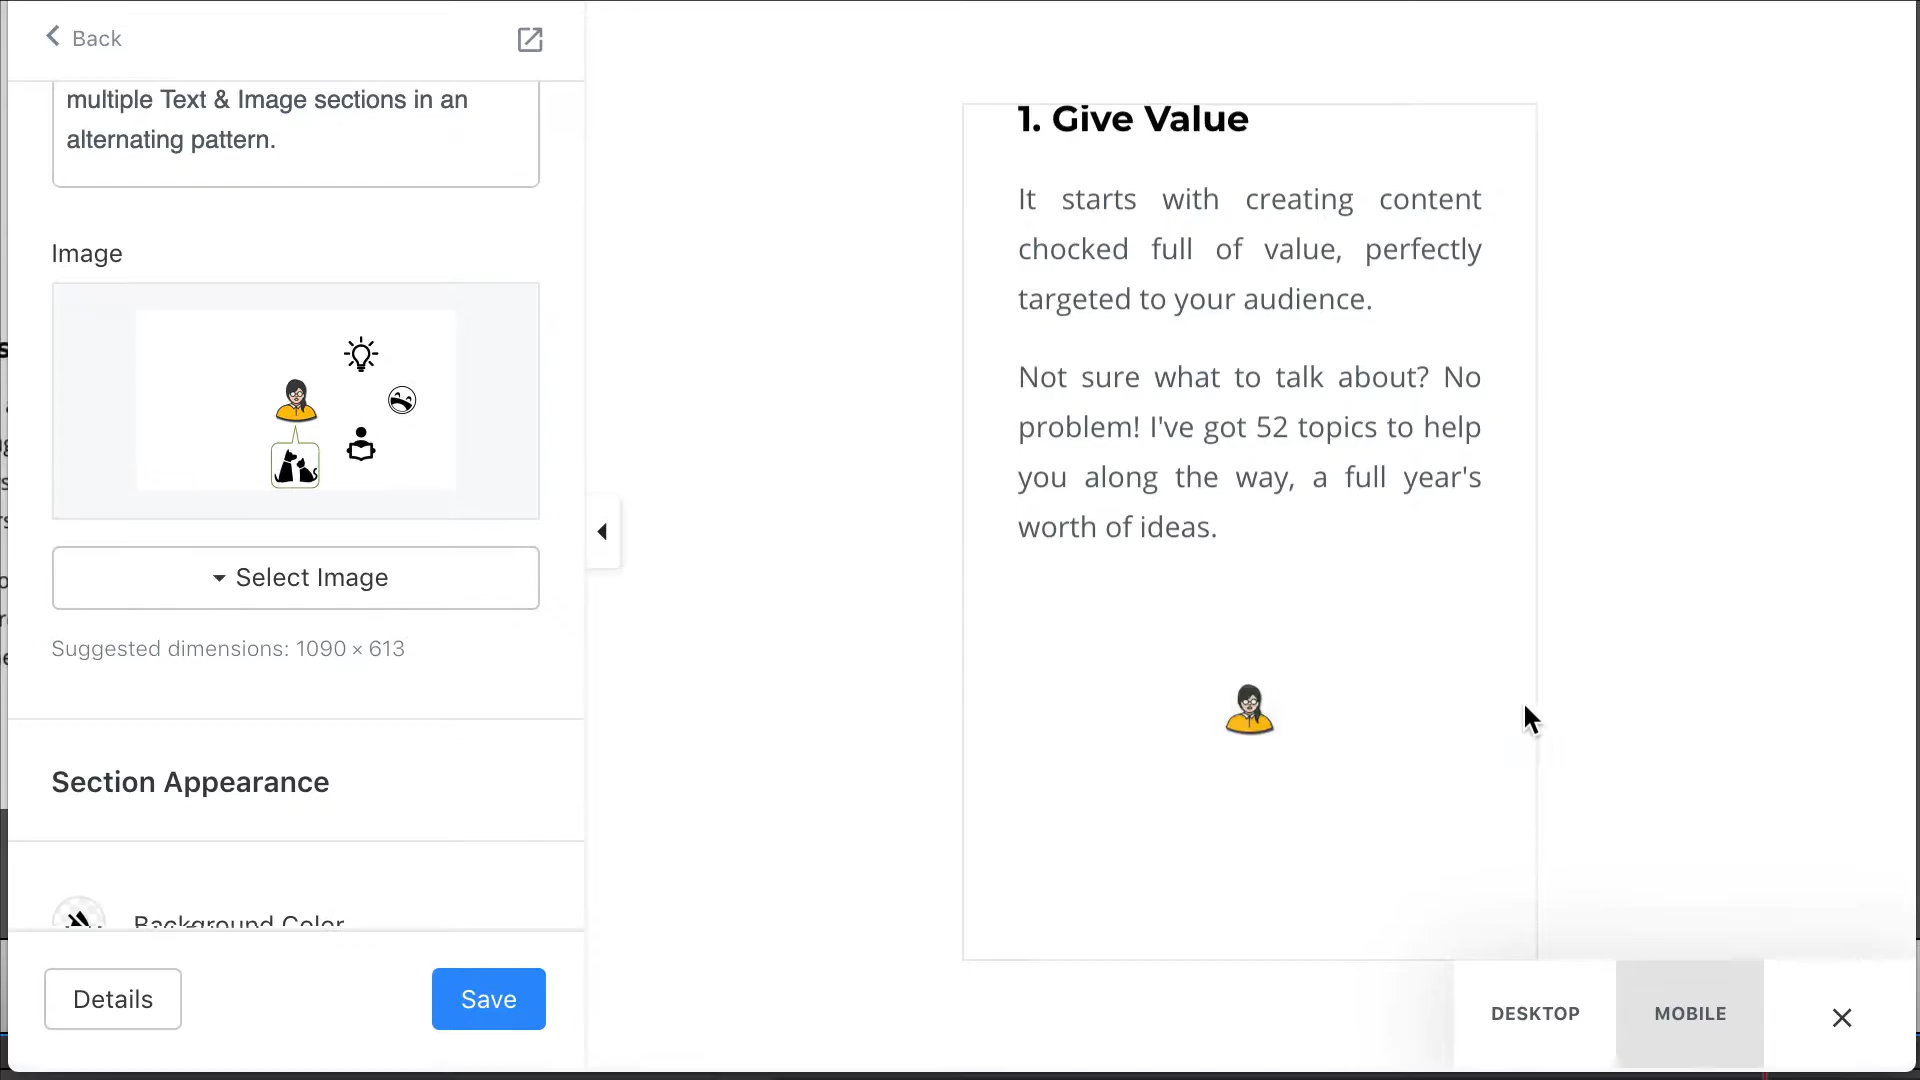 Back
multiple Text & Image sections in an
alternating pattern.
Image
Select Image
Suggested dimensions: 1090 × 613
Section Appearance
Background Color
Details
Save
1. Give Value
It starts with creating content
chocked full of value, perfectly
targeted to your audience.
Not sure what to talk about? No
problem! I've got 52 topics to help
you along the way, a full year's
worth of ideas.
DESKTOP
MOBILE